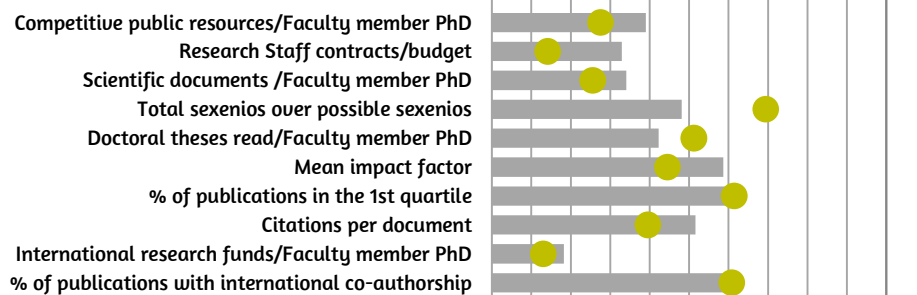 Competitive public resources/Faculty member PhD
Research Staff contracts/budget
Scientific documents /Faculty member PhD
Total sexenios over possible sexenios
Doctoral theses read/Faculty member PhD
Mean impact factor
% of publications in the 1st quartile
Citations per document
International research funds/Faculty member PhD
% of publications with international co-authorship